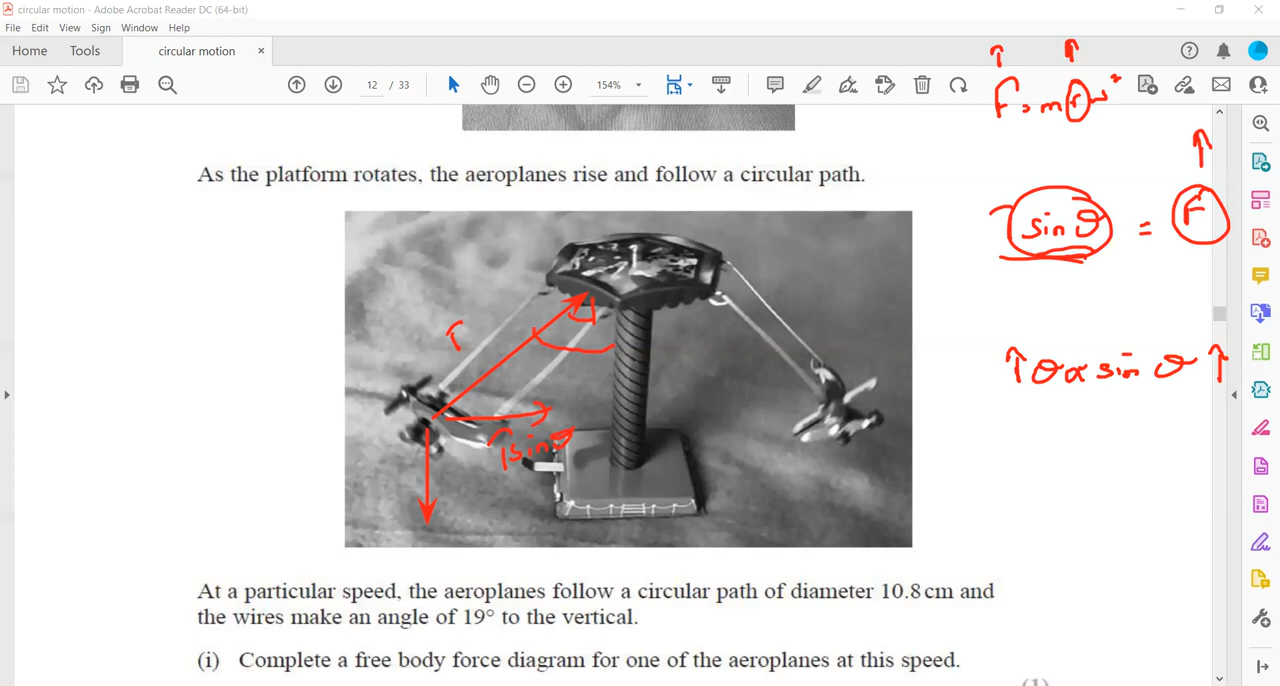 circular motion - Adobe Acrobat Reader DC (64-bit)
File Edit View Sign Window Help
Home Tools circular motion ×
12 / 33 154%
F = mrω²
As the platform rotates, the aeroplanes rise and follow a circular path.
T sin θ = F
T
↑ θ α sin θ ↑
T sin θ
At a particular speed, the aeroplanes follow a circular path of diameter 10.8 cm and
the wires make an angle of 19° to the vertical.
(i) Complete a free body force diagram for one of the aeroplanes at this speed.